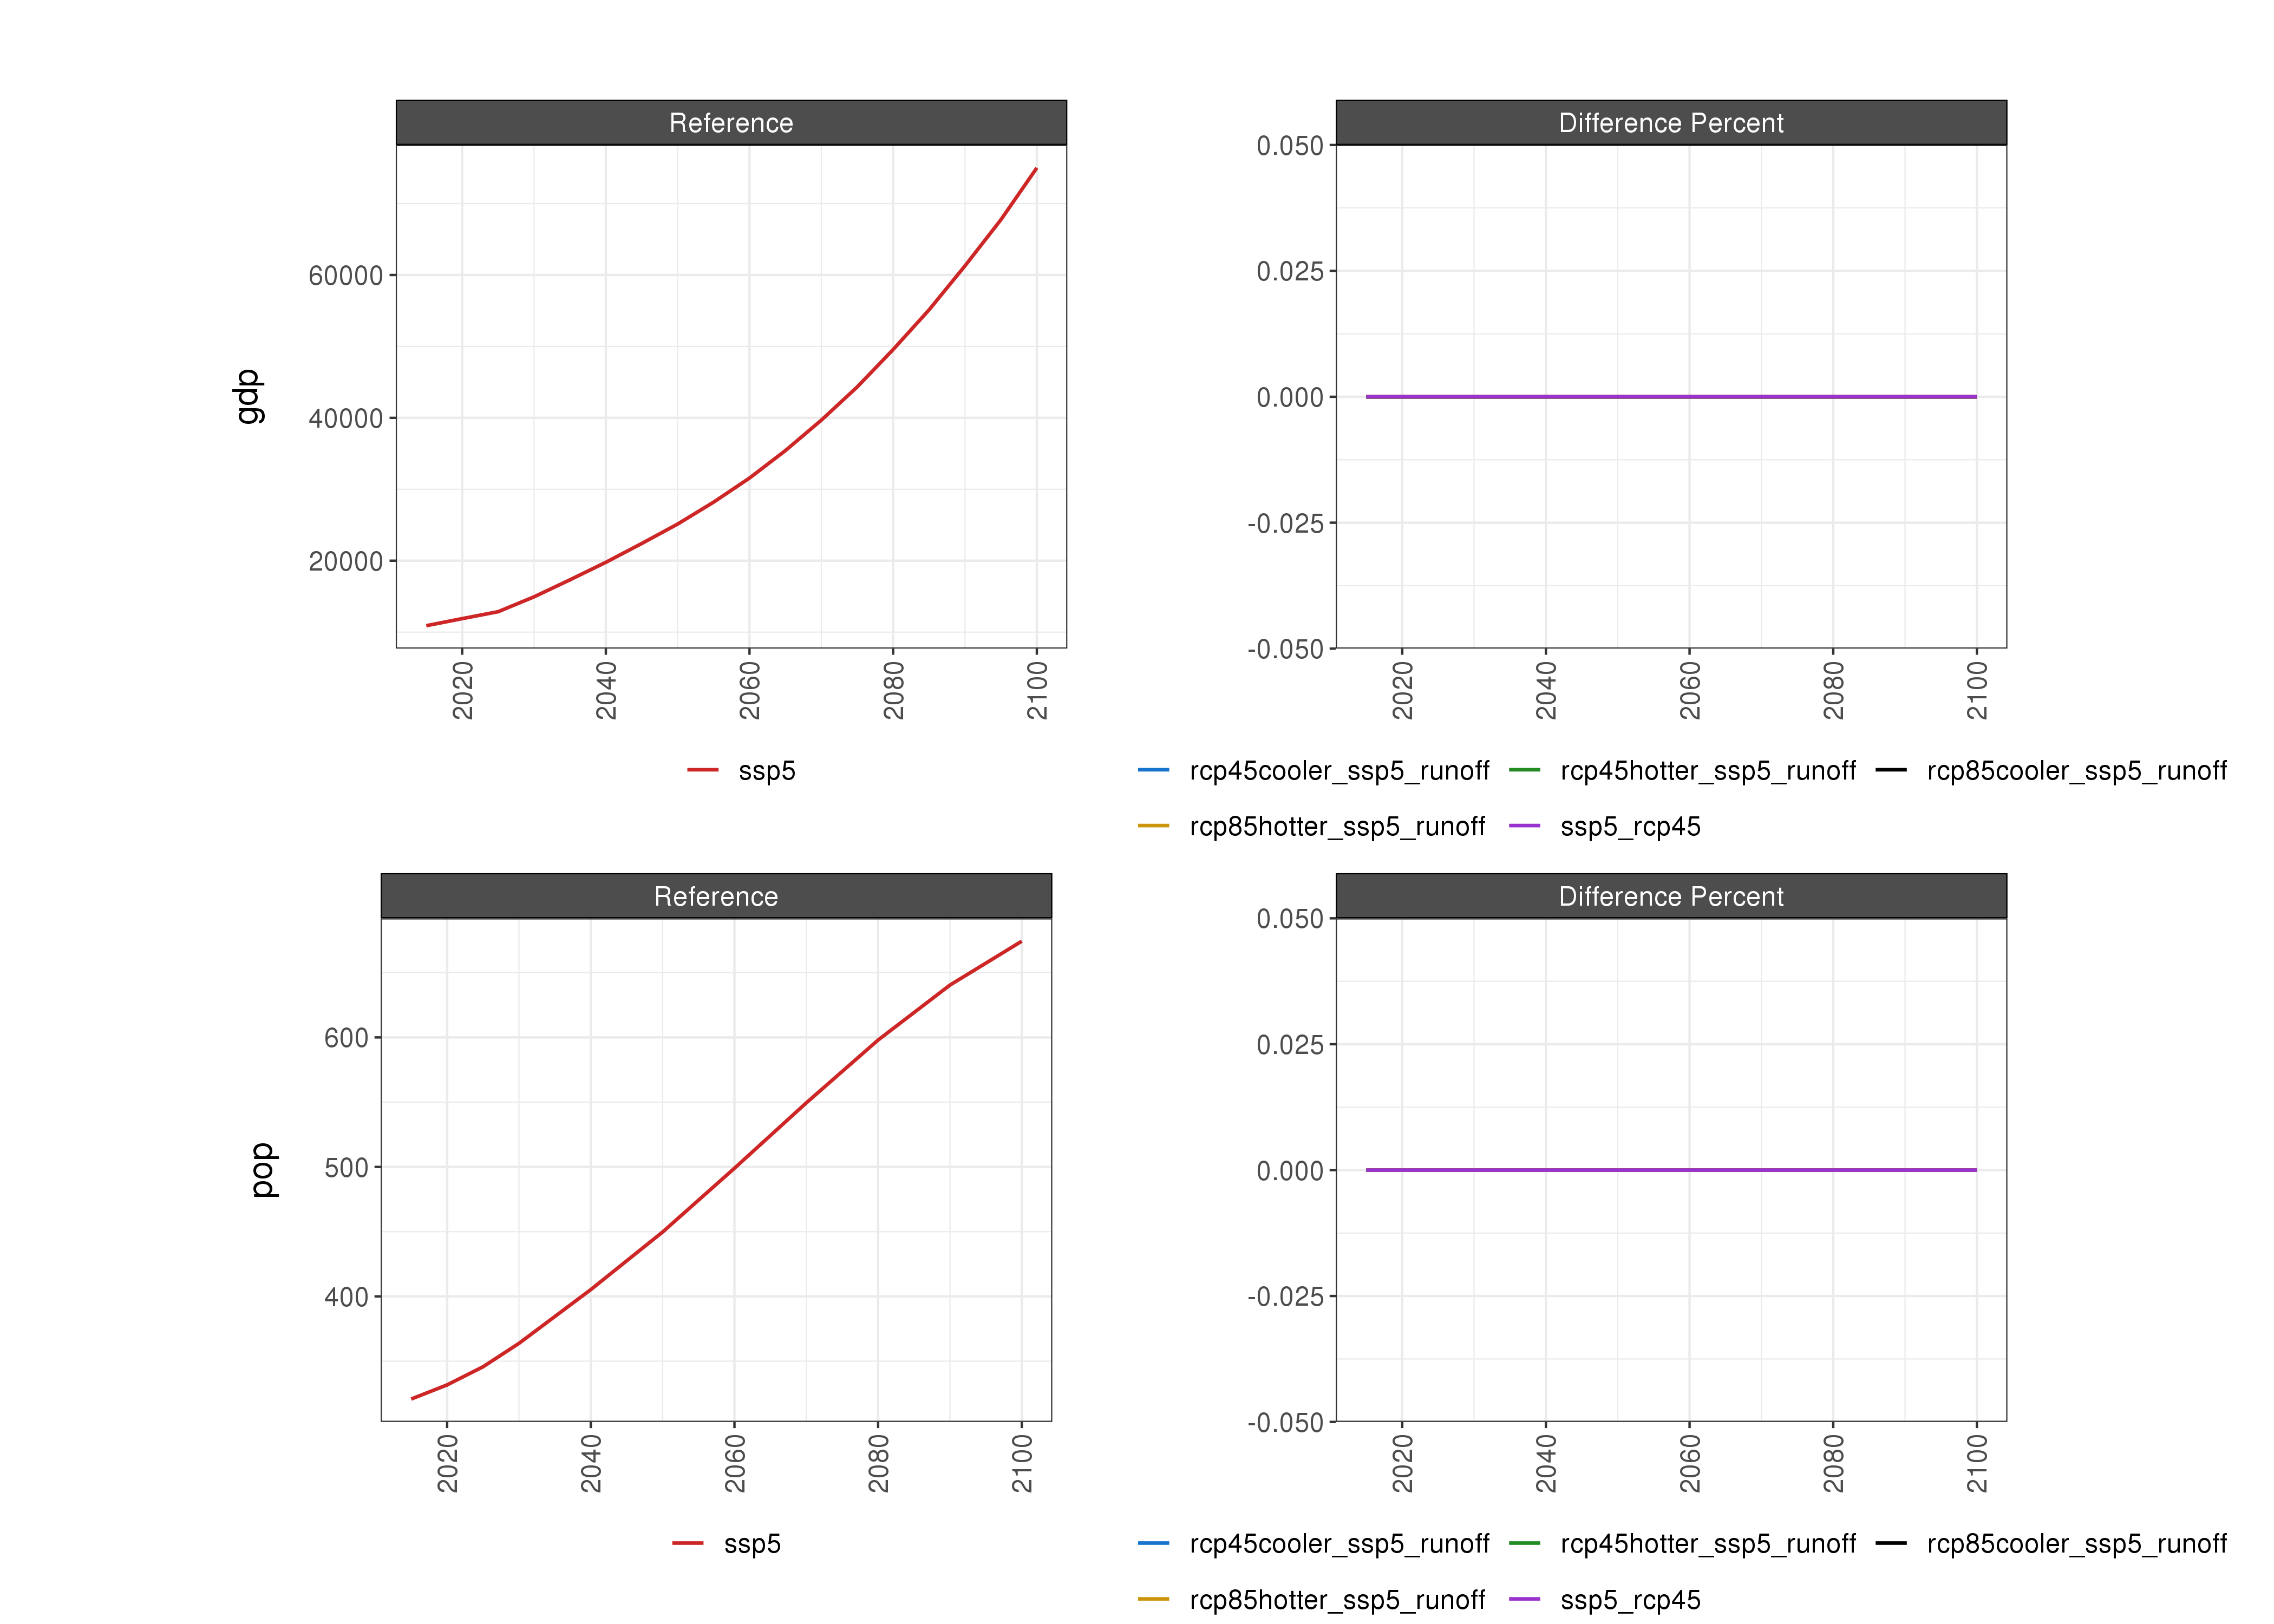 Reference
Difference Percent
gdp
60000
40000
20000
0.050
0.025
0.000
-0.025
-0.050
2020 2040 2060 2080 2100
2020 2040 2060 2080 2100
ssp5
rcp45cooler_ssp5_runoff rcp45hotter_ssp5_runoff rcp85cooler_ssp5_runoff
rcp85hotter_ssp5_runoff ssp5_rcp45
Reference
Difference Percent
pop
600
500
400
0.050
0.025
0.000
-0.025
-0.050
2020 2040 2060 2080 2100
2020 2040 2060 2080 2100
ssp5
rcp45cooler_ssp5_runoff rcp45hotter_ssp5_runoff rcp85cooler_ssp5_runoff
rcp85hotter_ssp5_runoff ssp5_rcp45